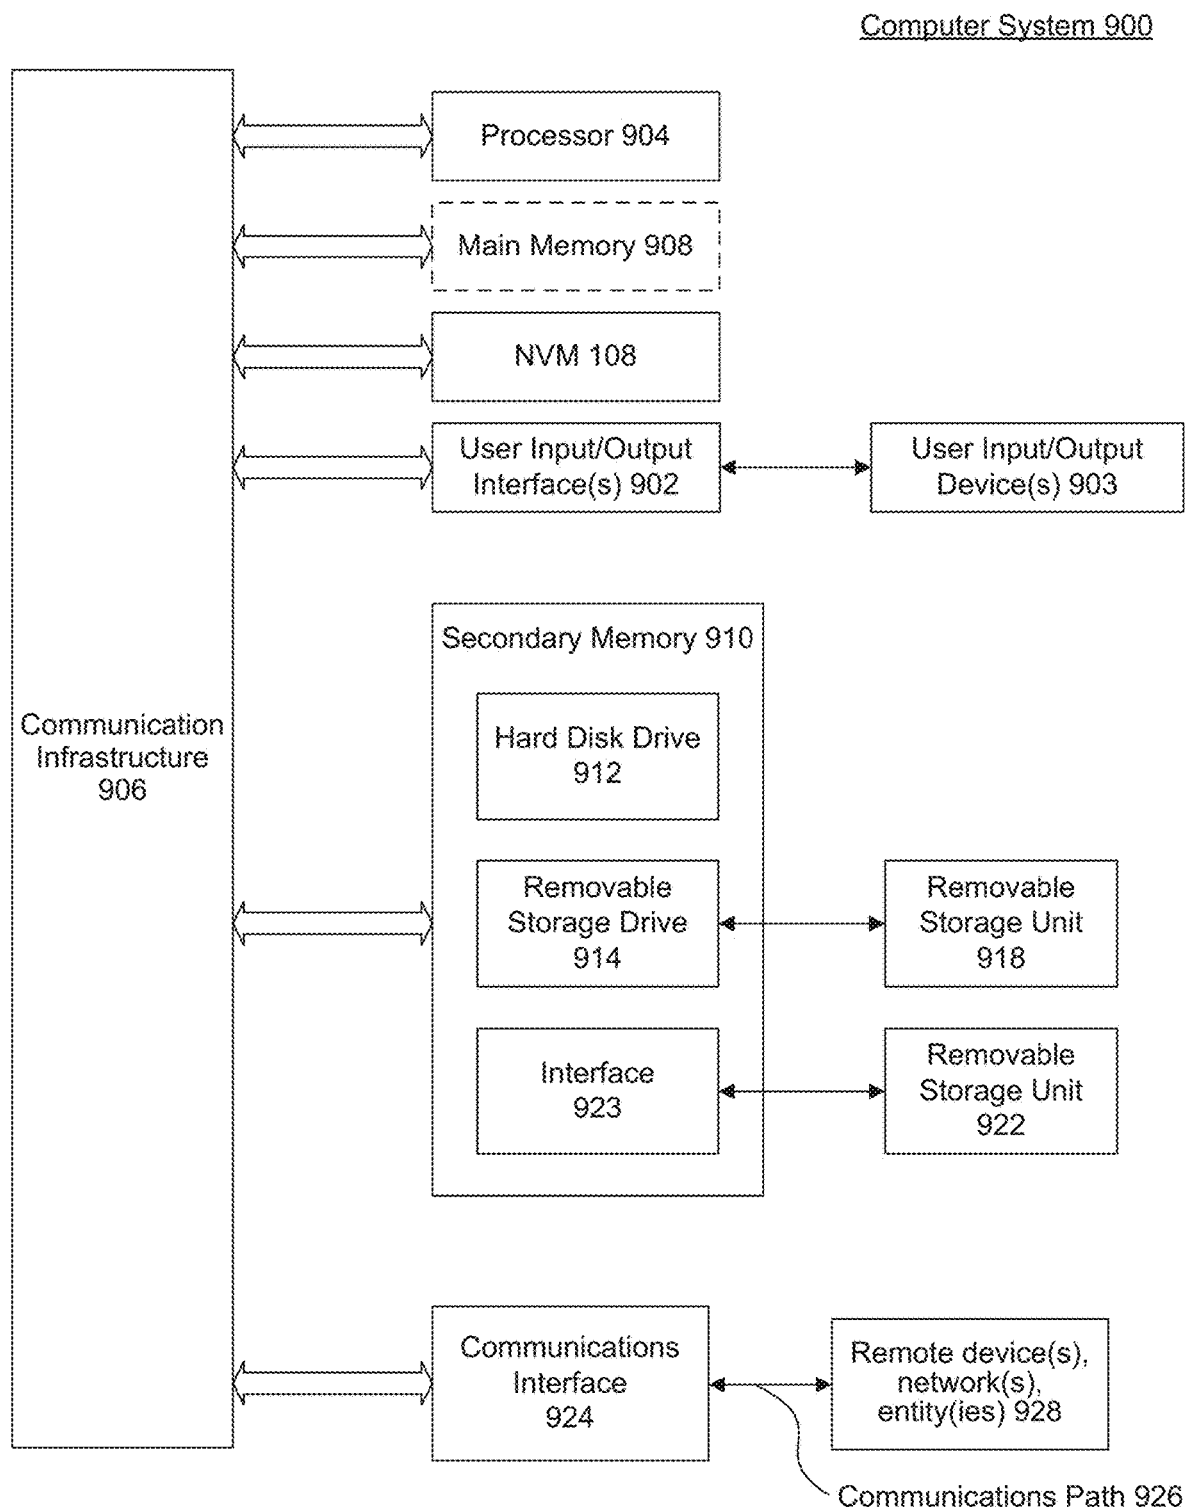 Computer System 900
Processor 904
Main Memory 908
NVM 108
User Input/Output
Interface(s) 902
User Input/Output
Device(s) 903
Communication
Infrastructure
906
Secondary Memory 910
Hard Disk Drive
912
Removable
Storage Drive
914
Removable
Storage Unit
918
Interface
923
Removable
Storage Unit
922
Communications
Interface
924
Remote device(s),
network(s),
entity(ies) 928
Communications Path 926